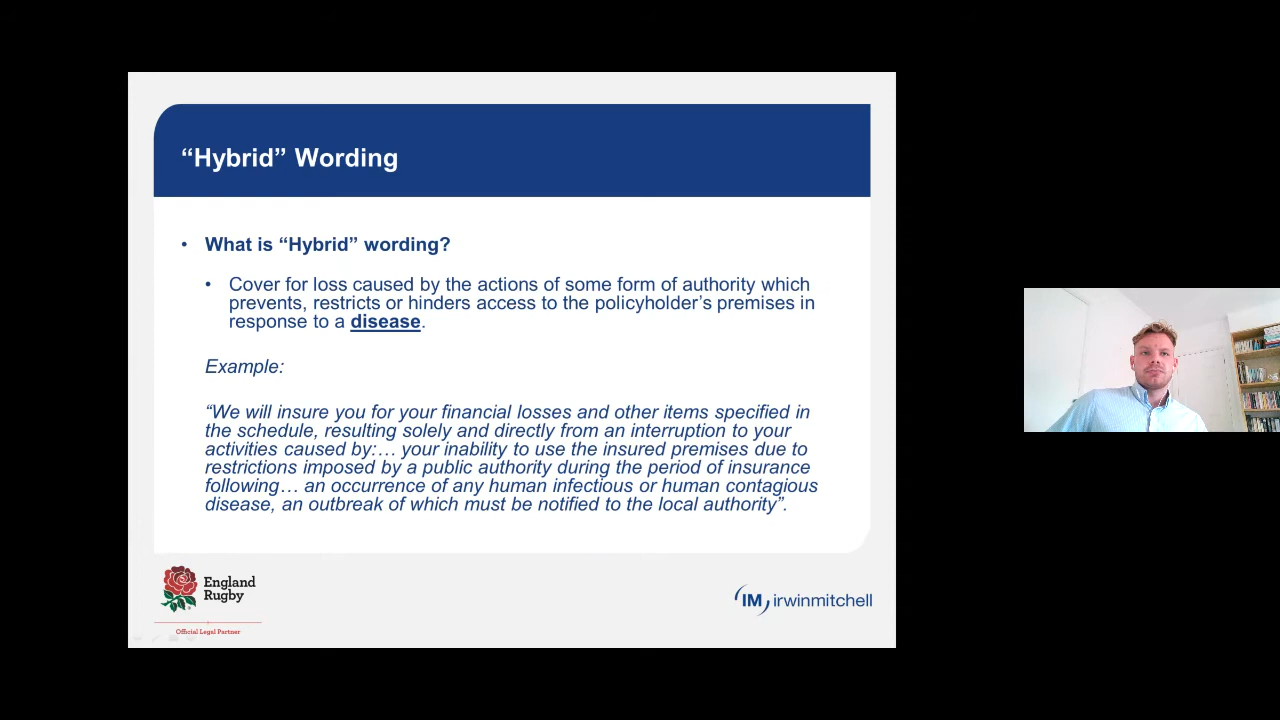 “Hybrid” Wording
• What is “Hybrid” wording?
• Cover for loss caused by the actions of some form of authority which
prevents, restricts or hinders access to the policyholder’s premises in
response to a disease.
Example:
“We will insure you for your financial losses and other items specified in
the schedule, resulting solely and directly from an interruption to your
activities caused by:… your inability to use the insured premises due to
restrictions imposed by a public authority during the period of insurance
following… an occurrence of any human infectious or human contagious
disease, an outbreak of which must be notified to the local authority”.
England
Rugby
Official Legal Partner
IM irwinmitchell